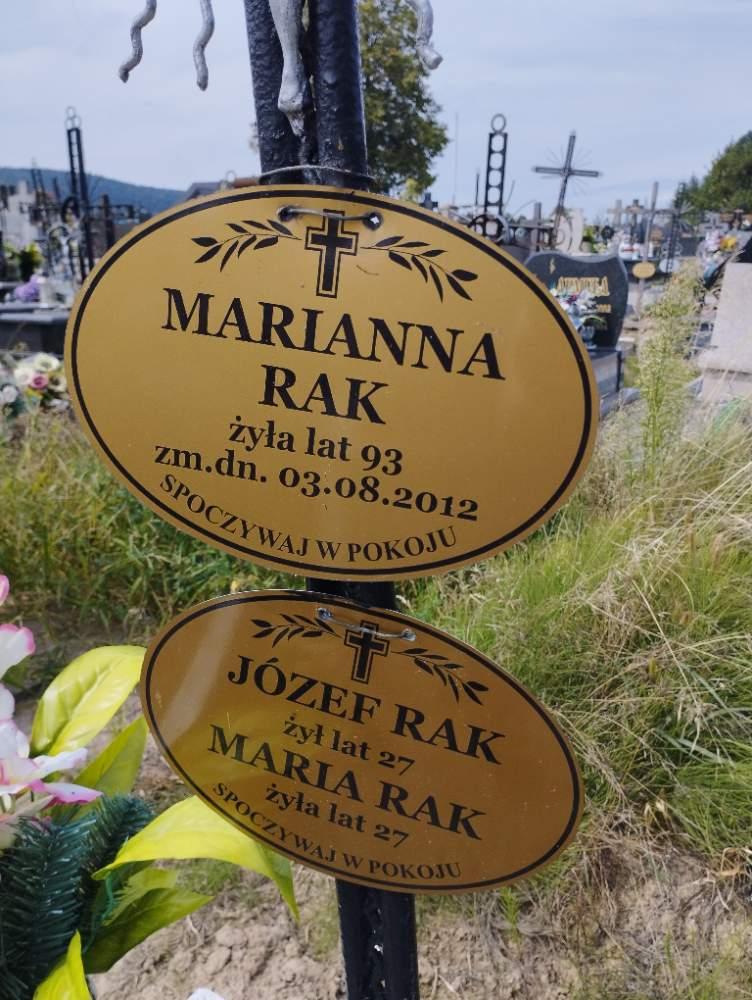 MARIANNA
RAK
żyła lat 93
zm.dn. 03.08.2012
SPOCZYWAJ W POKOJU
JÓZEF RAK
żył lat 27
MARIA RAK
żyła lat 27
SPOCZYWAJ W POKOJU